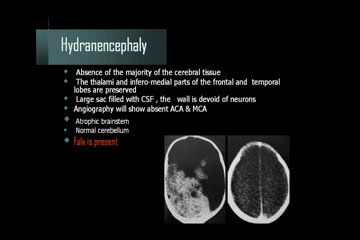 Hydranencephaly
Absence of the majority of the cerebral tissue
The thalami and infero-medial parts of the frontal and temporal
lobes are preserved
Large sac filled with CSF , the wall is devoid of neurons
Angiography will show absent ACA & MCA
Atrophic brainstem
Normal cerebellum
Falx is present